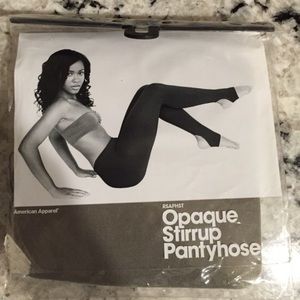 American Apparel®
RSAPHST
Opaque
Stirrup
Pantyhose